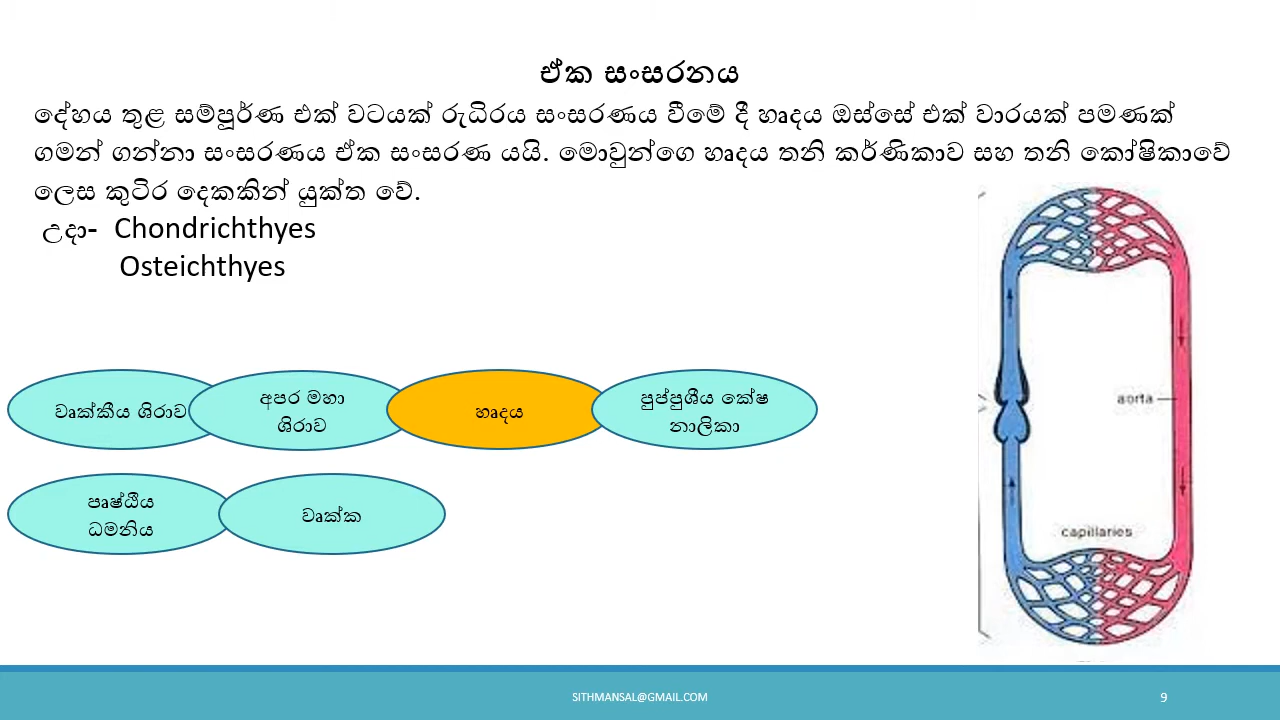 ඒක සංසරනය
දේහය තුළ සම්පූර්ණ එක් වටයක් රුධිරය සංසරණය වීමේ දී හෘදය ඔස්සේ එක් වාරයක් පමණක්
ගමන් ගන්නා සංසරණය ඒක සංසරණ යයි. මොවුන්ගෙ හෘදය තනි කර්ණිකාව සහ තනි කෝෂිකාවේ
ලෙස කුටිර දෙකකින් යුක්ත වේ.
උදා- Chondrichthyes
Osteichthyes
වෘක්කීය ශිරාව
අපර මහා
ශිරාව
හෘදය
පුප්පුශීය කේෂ
නාලිකා
පෘෂ්ඨීය
ධමනිය
වෘක්ක
aorta
capillaries
SITHMANSAL@GMAIL.COM
9